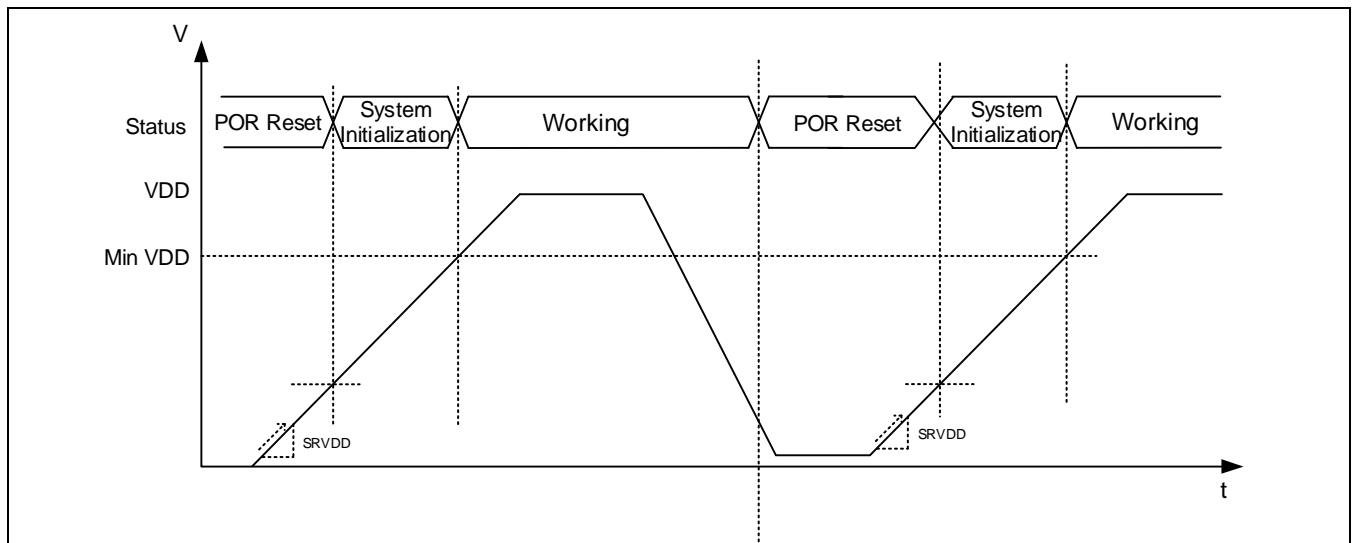 V
Status
POR Reset
System
Initialization
Working
POR Reset
System
Initialization
Working
VDD
Min VDD
SRVDD
SRVDD
t